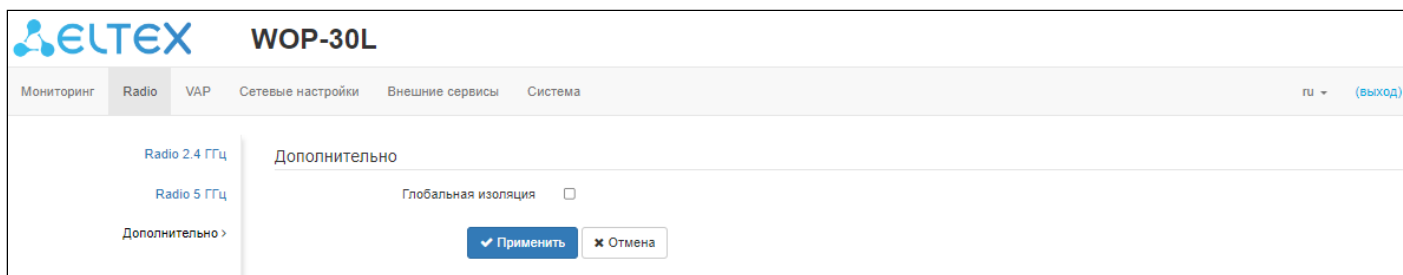 ELTEX WOP-30L
Мониторинг Radio VAP Сетевые настройки Внешние сервисы Система ru (выход)
Radio 2.4 ГГц
Дополнительно
Radio 5 ГГц
Глобальная изоляция
Дополнительно >
Применить Отмена